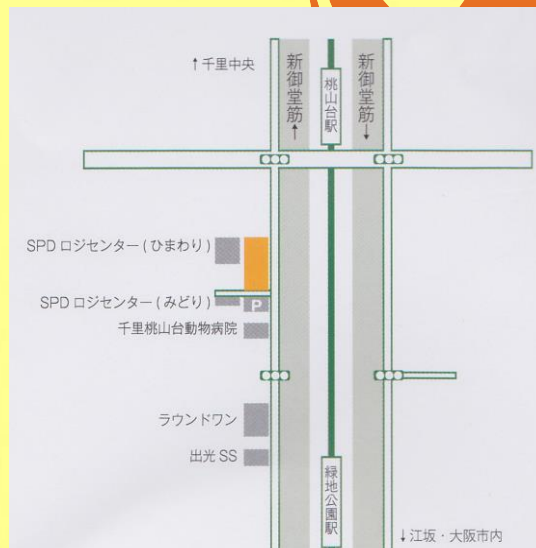 ↑千里中央
新御堂筋↑
桃山台駅
新御堂筋↓
SPD ロジセンター(ひまわり)
SPD ロジセンター(みどり)
P
千里桃山台動物病院
ラウンドワン
出光 SS
緑地公園駅
↓江坂・大阪市内